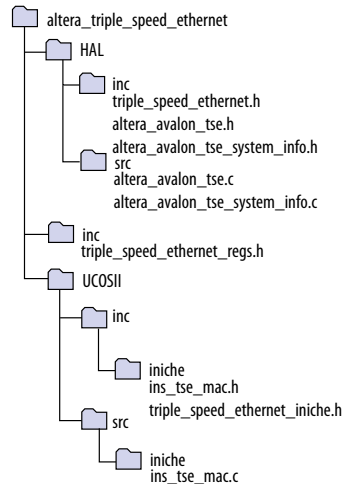 altera_triple_speed_ethernet
HAL
inc
triple_speed_ethernet.h
altera_avalon_tse.h
altera_avalon_tse_system_info.h
src
altera_avalon_tse.c
altera_avalon_tse_system_info.c
inc
triple_speed_ethernet_regs.h
UCOSII
inc
iniche
ins_tse_mac.h
triple_speed_ethernet_iniche.h
src
iniche
ins_tse_mac.c